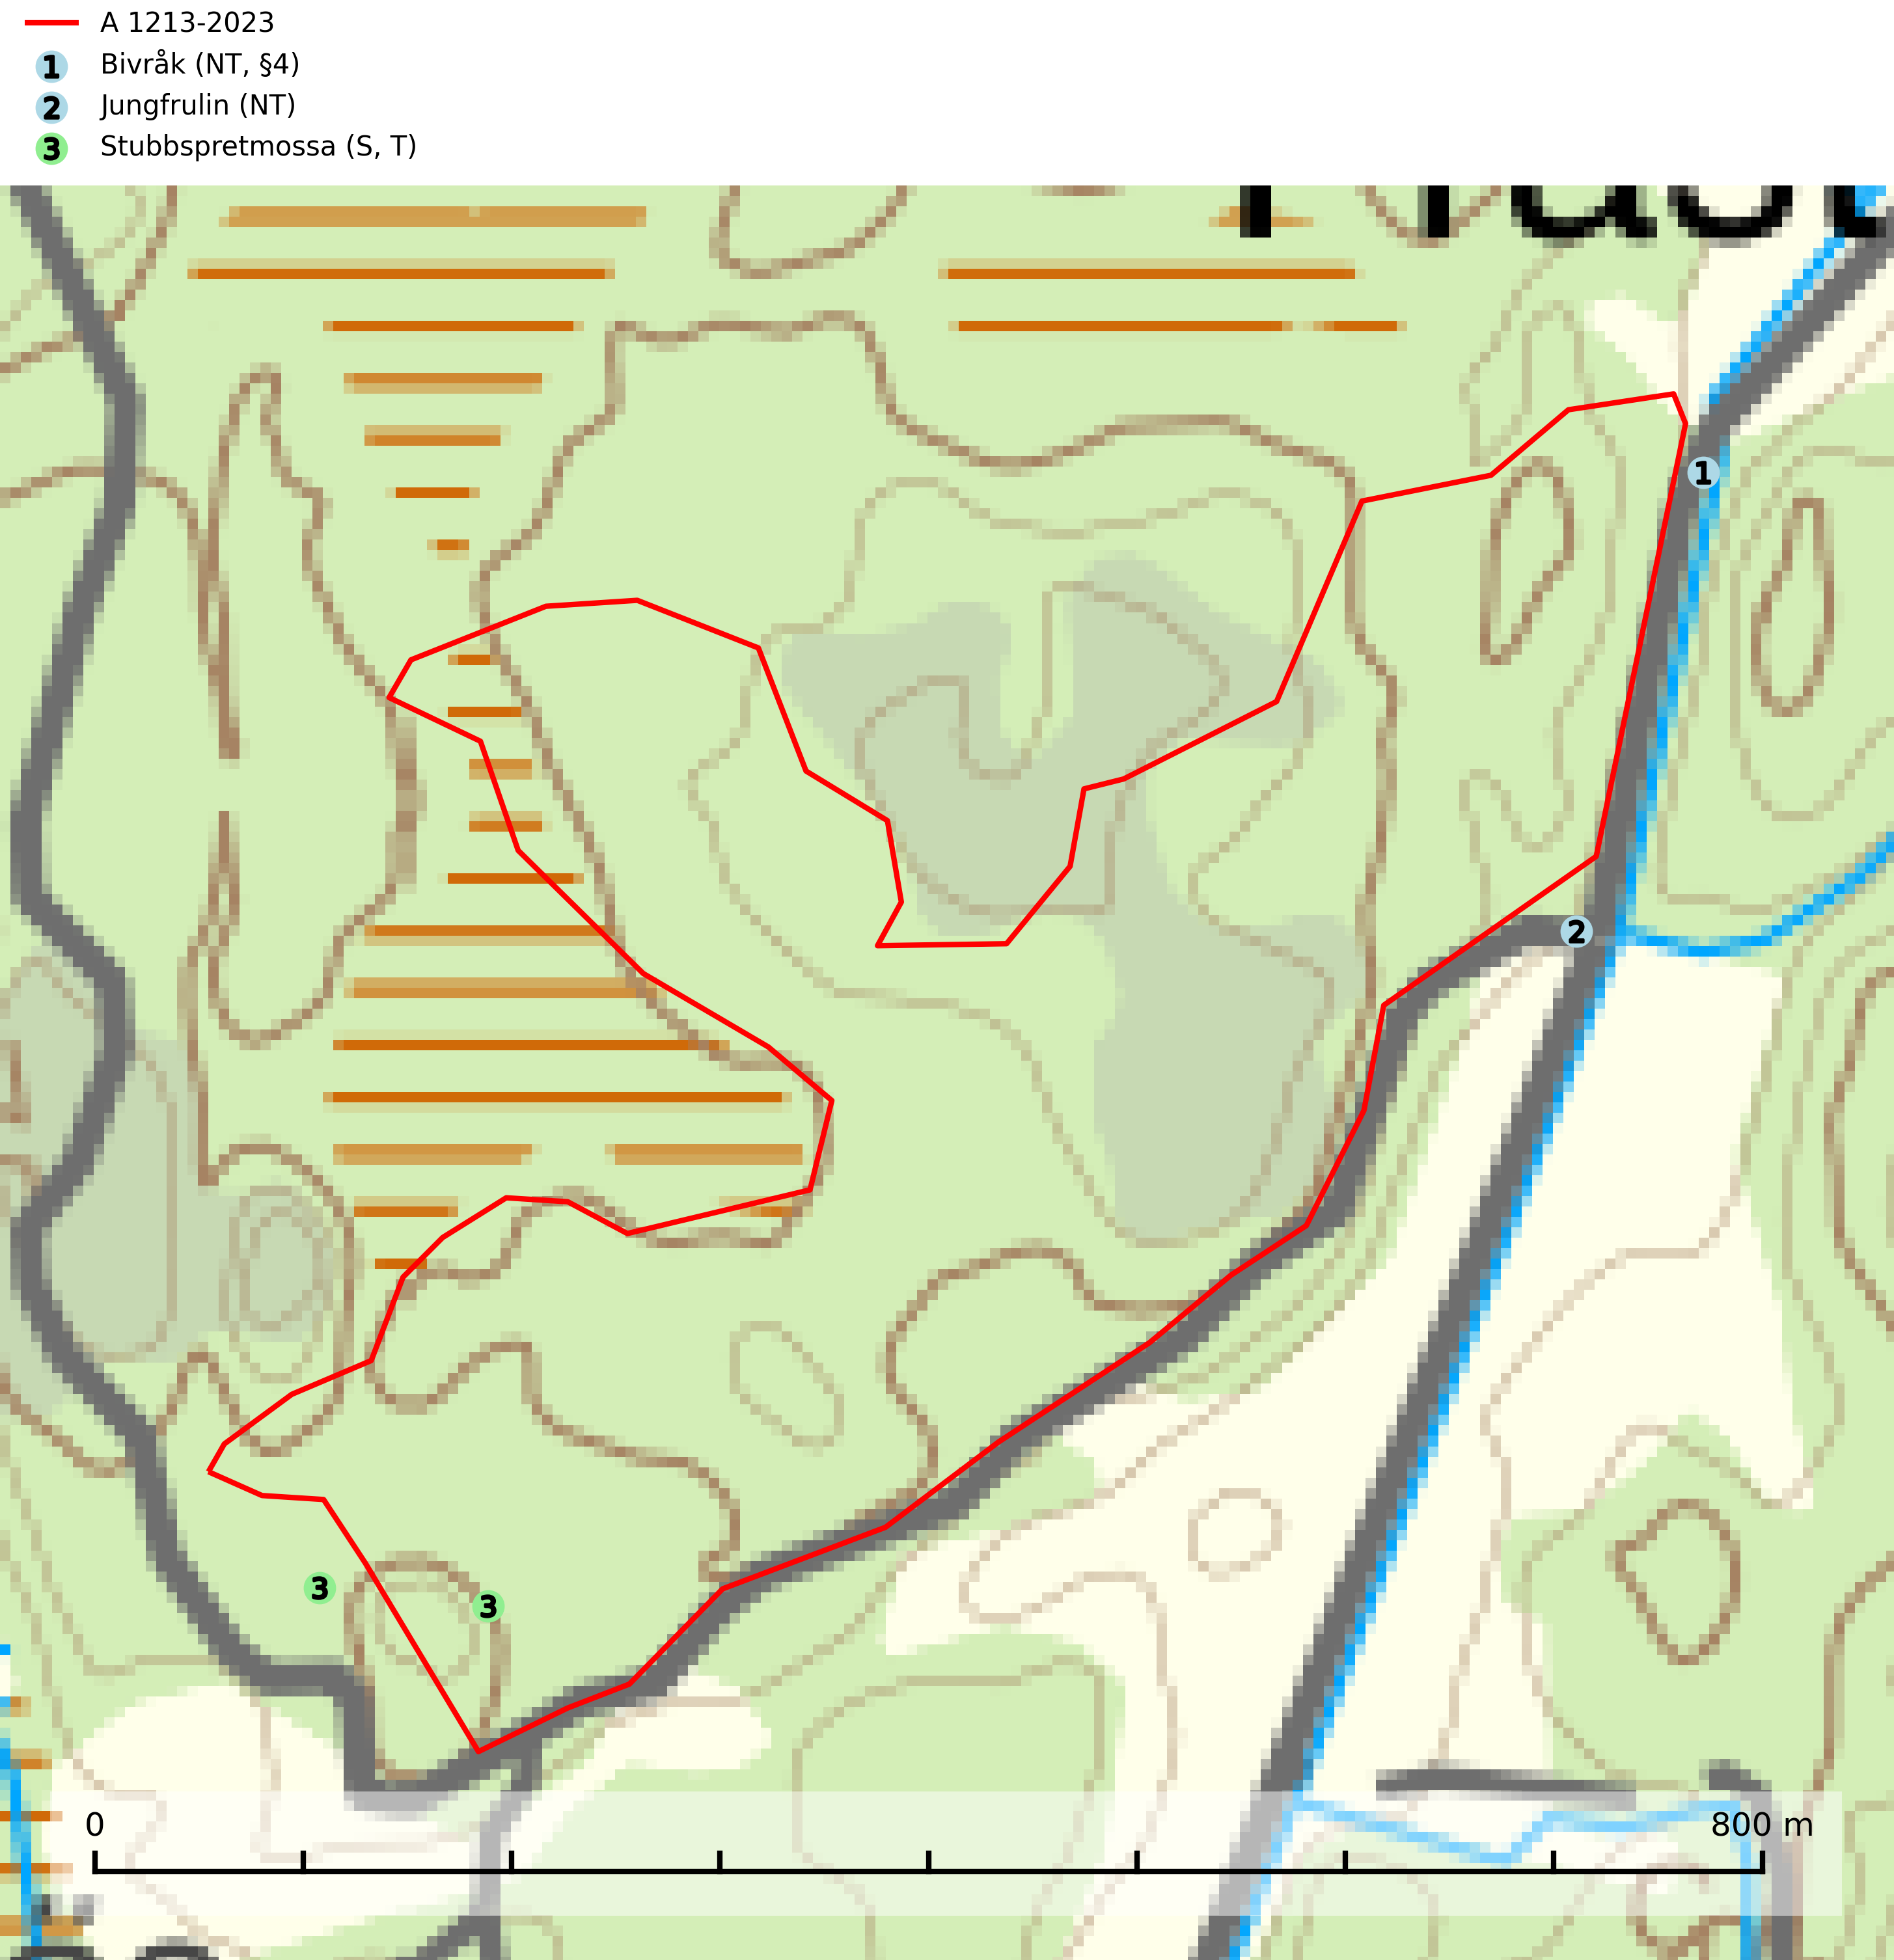 A 1213-2023
1 Bivråk (NT, §4)
2 Jungfrulin (NT)
3 Stubbspretmossa (S, T)
1
2
3
3
0 800 m